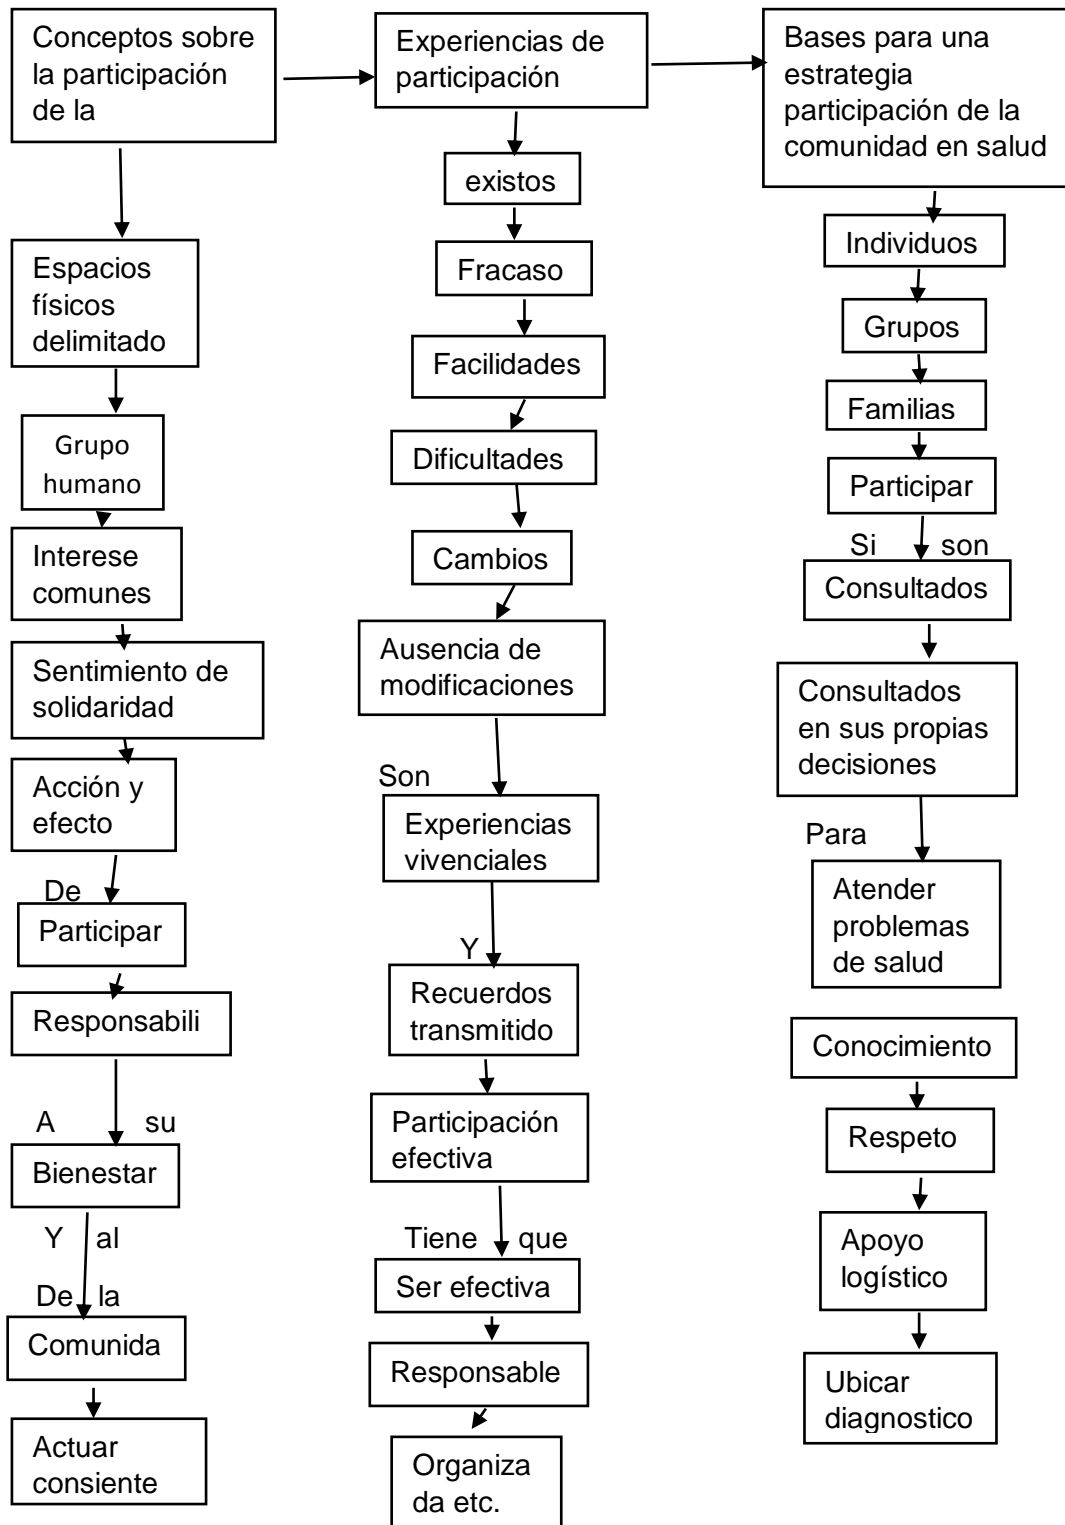 Conceptos sobre
la participación
de la
Espacios
físicos
delimitado
Grupo
humano
Interese
comunes
Sentimiento de
solidaridad
Acción y
efecto
De
Participar
Responsabili
A su
Bienestar
Y al
De la
Comunida
Actuar
consiente
Experiencias de
participación
existos
Fracaso
Facilidades
Dificultades
Cambios
Ausencia de
modificaciones
Son
Experiencias
vivenciales
Y
Recuerdos
transmitido
Participación
efectiva
Tiene que
Ser efectiva
Responsable
Organiza
da etc.
Bases para una
estrategia
participación de la
comunidad en salud
Individuos
Grupos
Familias
Participar
Si son
Consultados
Consultados
en sus propias
decisiones
Para
Atender
problemas
de salud
Conocimiento
Respeto
Apoyo
logístico
Ubicar
diagnostico